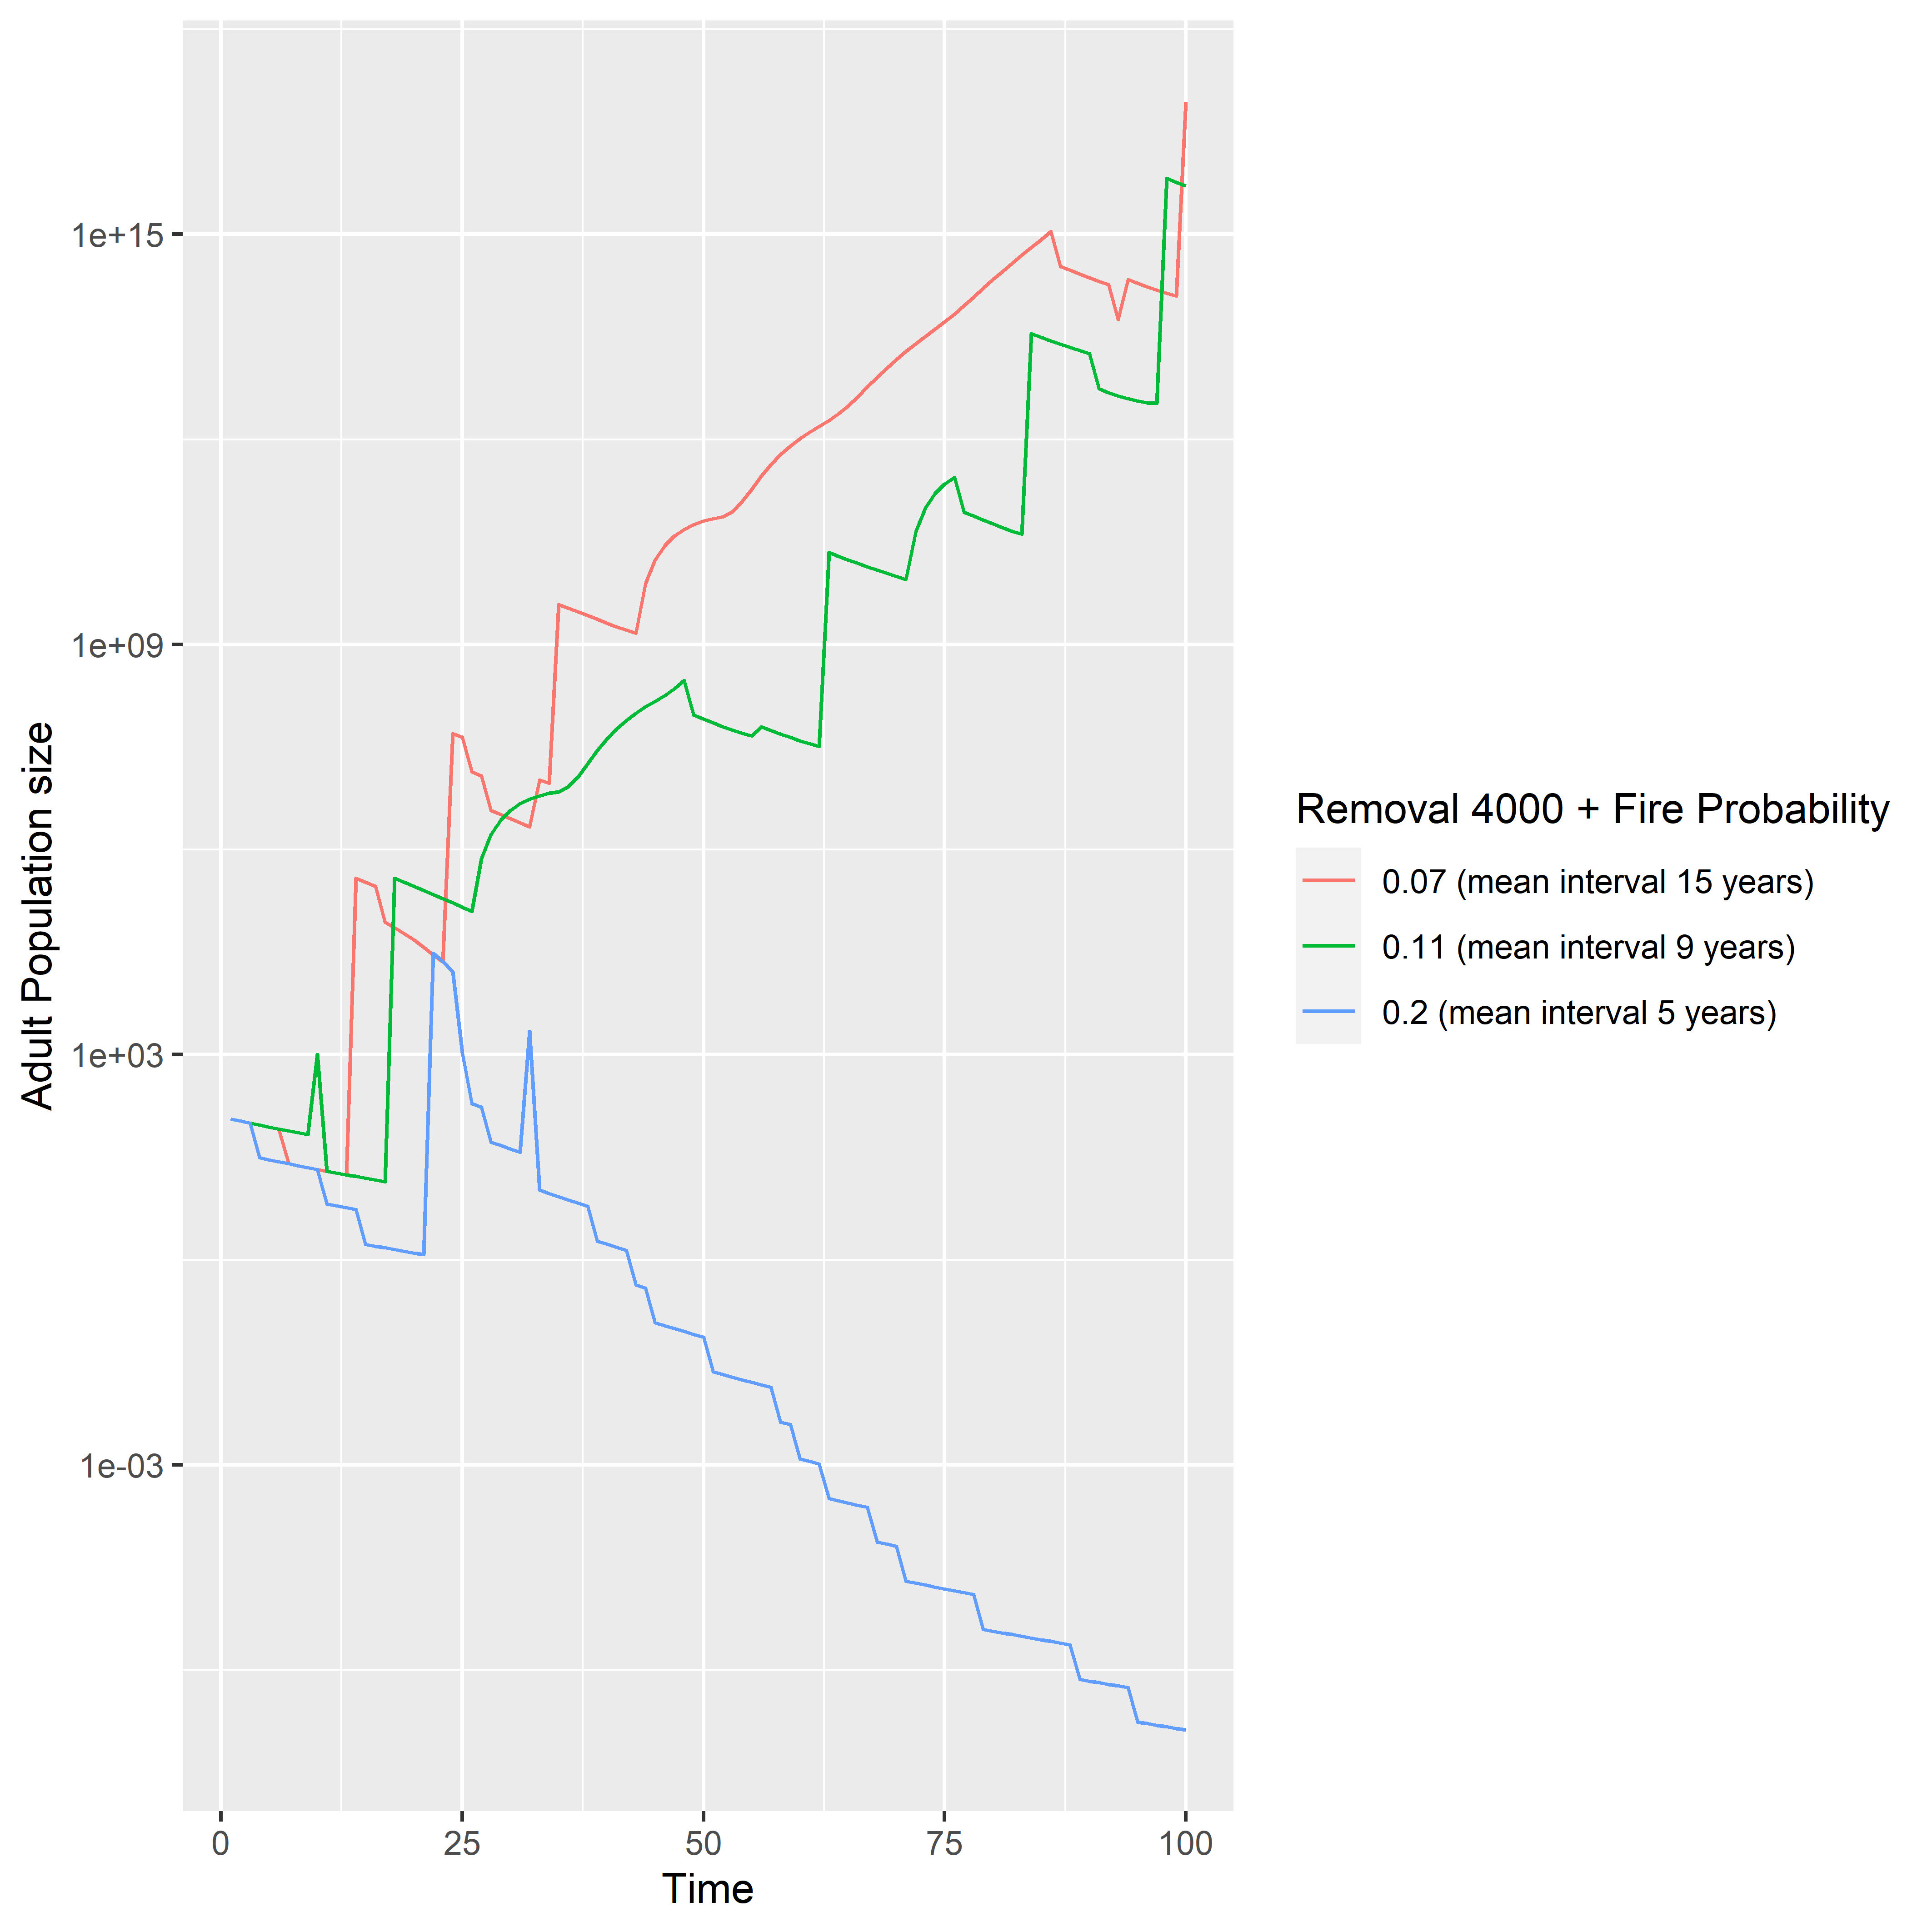 1e+15
1e+09
1e+03
1e-03
Adult Population size
0
25
50
75
100
Time
Removal 4000 + Fire Probability
0.07 (mean interval 15 years)
0.11 (mean interval 9 years)
0.2 (mean interval 5 years)